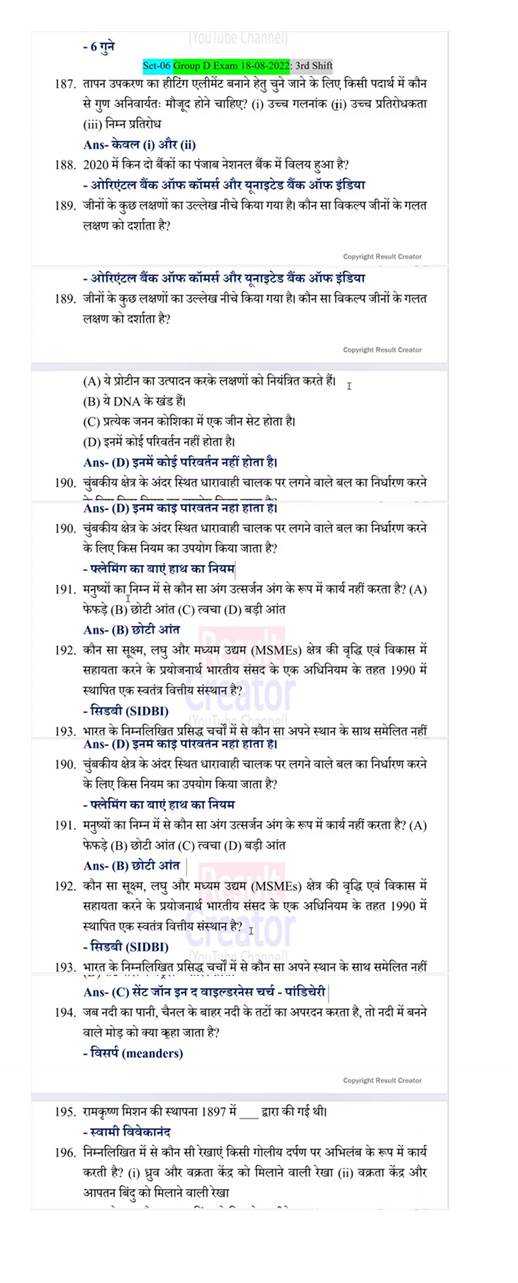 (YouTube Channel)
- 6 गुने
Set-06 Group D Exam 18-08-2022: 3rd Shift
187. तापन उपकरण का हीटिंग एलीमेंट बनाने हेतु चुने जाने के लिए किसी पदार्थ में कौन
से गुण अनिवार्यतः मौजूद होने चाहिए? (i) उच्च गलनांक (ii) उच्च प्रतिरोधकता
(iii) निम्न प्रतिरोध
Ans- केवल (i) और (ii)
188. 2020 में किन दो बैंकों का पंजाब नेशनल बैंक में विलय हुआ है?
- ओरिएंटल बैंक ऑफ कॉमर्स और यूनाइटेड बैंक ऑफ इंडिया
189. जीनों के कुछ लक्षणों का उल्लेख नीचे किया गया है। कौन सा विकल्प जीनों के गलत
लक्षण को दर्शाता है?
Copyright Result Creator
- ओरिएंटल बैंक ऑफ कॉमर्स और यूनाइटेड बैंक ऑफ इंडिया
189. जीनों के कुछ लक्षणों का उल्लेख नीचे किया गया है। कौन सा विकल्प जीनों के गलत
लक्षण को दर्शाता है?
Copyright Result Creator
(A) ये प्रोटीन का उत्पादन करके लक्षणों को नियंत्रित करते हैं।
(B) ये DNA के खंड हैं।
(C) प्रत्येक जनन कोशिका में एक जीन सेट होता है।
(D) इनमें कोई परिवर्तन नहीं होता है।
Ans- (D) इनमें कोई परिवर्तन नहीं होता है।
190. चुंबकीय क्षेत्र के अंदर स्थित धारावाही चालक पर लगने वाले बल का निर्धारण करने
Ans- (D) इनमें कोई परिवर्तन नहीं होता है।
190. चुंबकीय क्षेत्र के अंदर स्थित धारावाही चालक पर लगने वाले बल का निर्धारण करने
के लिए किस नियम का उपयोग किया जाता है?
- फ्लेमिंग का बाएं हाथ का नियम
191. मनुष्यों का निम्न में से कौन सा अंग उत्सर्जन अंग के रूप में कार्य नहीं करता है? (A)
फेफड़े (B) छोटी आंत (C) त्वचा (D) बड़ी आंत
Ans- (B) छोटी आंत
192. कौन सा सूक्ष्म, लघु और मध्यम उद्यम (MSMEs) क्षेत्र की वृद्धि एवं विकास में
सहायता करने के प्रयोजनार्थ भारतीय संसद के एक अधिनियम के तहत 1990 में
स्थापित एक स्वतंत्र वित्तीय संस्थान है?
- सिडबी (SIDBI)
193. भारत के निम्नलिखित प्रसिद्ध चर्चों में से कौन सा अपने स्थान के साथ समेलित नहीं
Ans- (D) इनमें कोई परिवर्तन नहीं होता है।
190. चुंबकीय क्षेत्र के अंदर स्थित धारावाही चालक पर लगने वाले बल का निर्धारण करने
के लिए किस नियम का उपयोग किया जाता है?
- फ्लेमिंग का बाएं हाथ का नियम
191. मनुष्यों का निम्न में से कौन सा अंग उत्सर्जन अंग के रूप में कार्य नहीं करता है? (A)
फेफड़े (B) छोटी आंत (C) त्वचा (D) बड़ी आंत
Ans- (B) छोटी आंत
192. कौन सा सूक्ष्म, लघु और मध्यम उद्यम (MSMEs) क्षेत्र की वृद्धि एवं विकास में
सहायता करने के प्रयोजनार्थ भारतीय संसद के एक अधिनियम के तहत 1990 में
स्थापित एक स्वतंत्र वित्तीय संस्थान है?
- सिडबी (SIDBI)
193. भारत के निम्नलिखित प्रसिद्ध चर्चों में से कौन सा अपने स्थान के साथ समेलित नहीं
Ans- (C) सेंट जॉन इन द वाइल्डरनेस चर्च - पांडिचेरी
194. जब नदी का पानी, चैनल के बाहर नदी के तटों का अपरदन करता है, तो नदी में बनने
वाले मोड़ को क्या कहा जाता है?
- विसर्प (meanders)
Copyright Result Creator
195. रामकृष्ण मिशन की स्थापना 1897 में ___ द्वारा की गई थी।
- स्वामी विवेकानंद
196. निम्नलिखित में से कौन सी रेखाएं किसी गोलीय दर्पण पर अभिलंब के रूप में कार्य
करती है? (i) ध्रुव और वक्रता केंद्र को मिलाने वाली रेखा (ii) वक्रता केंद्र और
आपतन बिंदु को मिलाने वाली रेखा